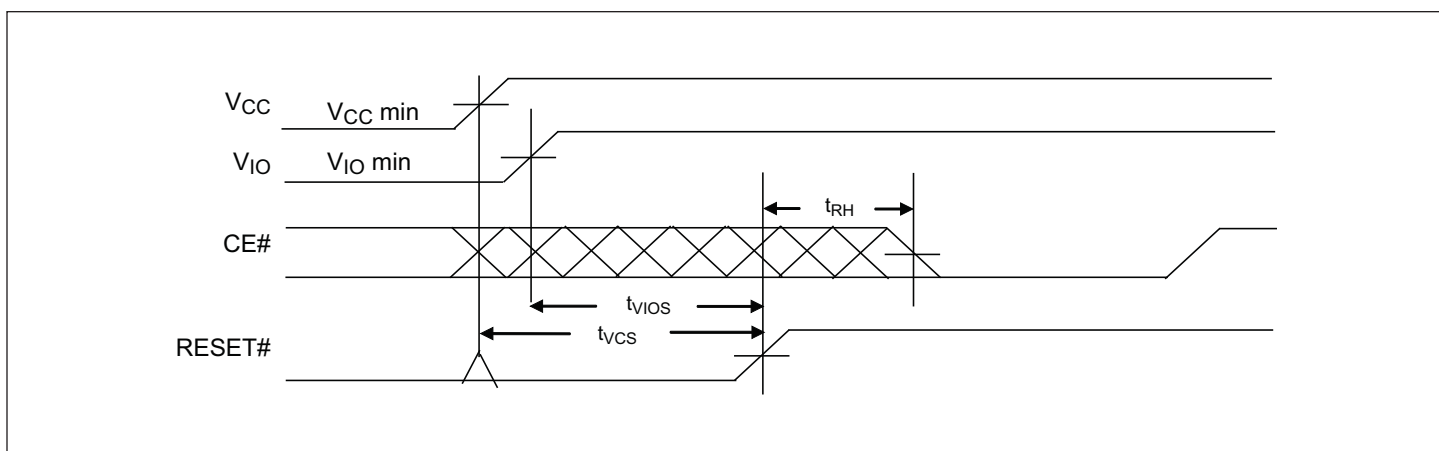 VCC VCC min
VIO VIO min
tRH
CE#
tVIOS
tVCS
RESET#